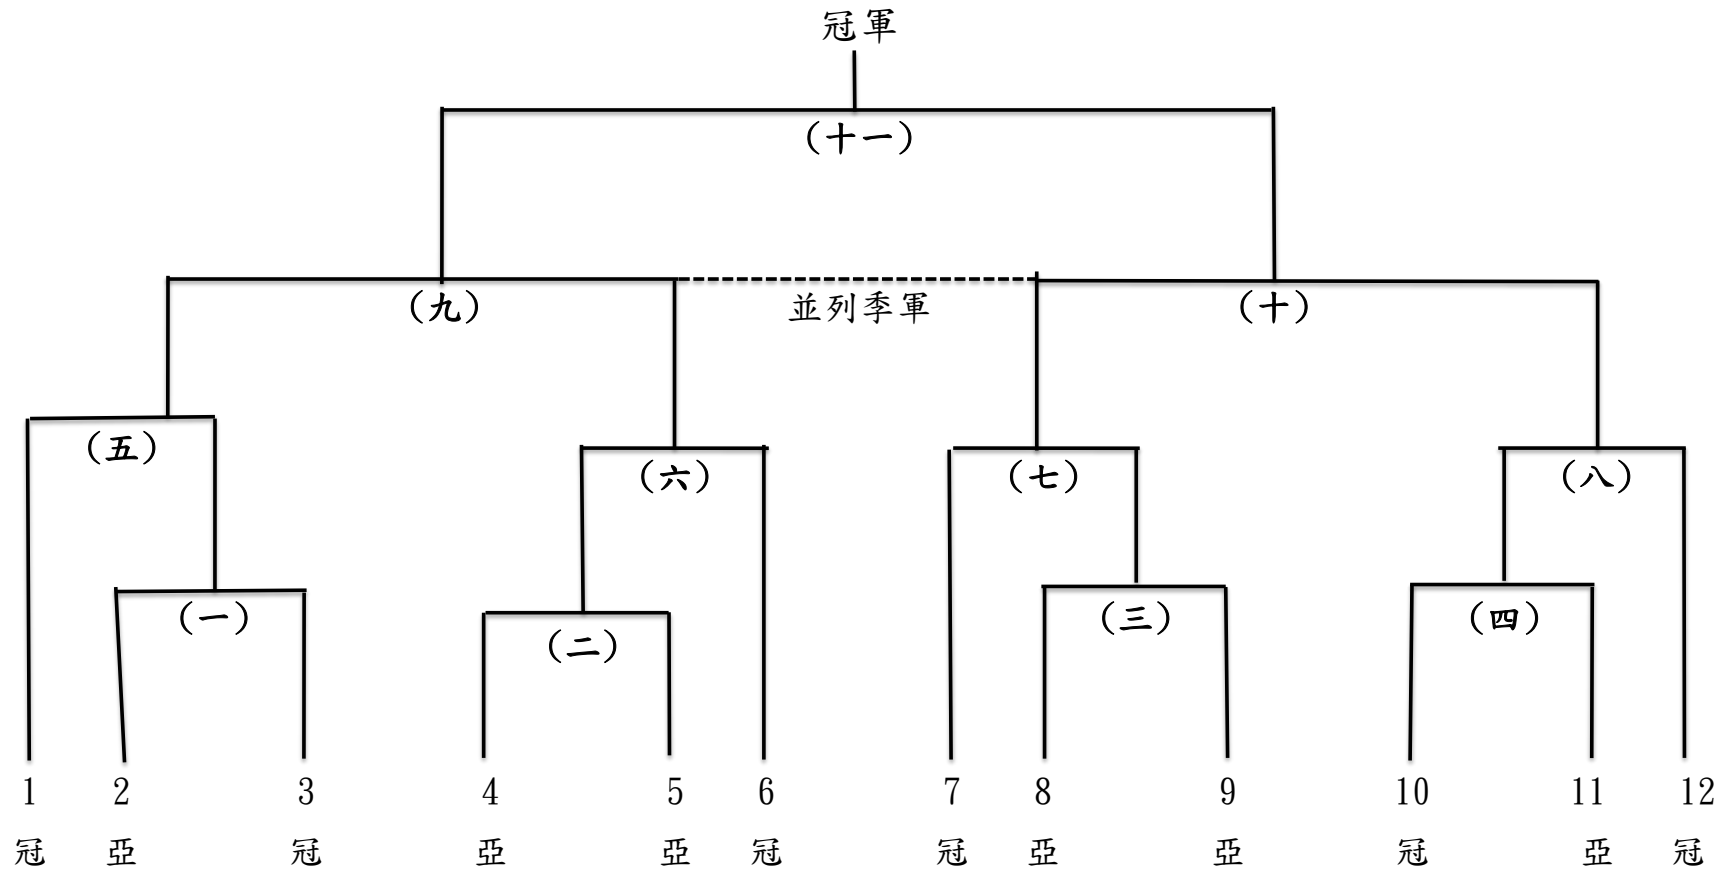 冠軍
(十一)
(九) 並列季軍 (十)
(五) (六) (七) (八)
(一) (二) (三) (四)
1 2 3 4 5 6 7 8 9 10 11 12
冠 亞 冠 亞 亞 冠 冠 亞 亞 冠 亞 冠